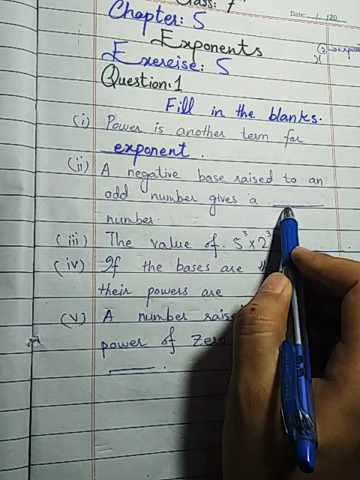 Class: 7
Date: / /20
Chapter: 5
Exponents
Exercise: 5
Question: 1
Fill in the blanks.
(i) Power is another term for
exponent.
(ii) A negative base raised to an
odd number gives a ____
number.
(iii) The value of 5³ × 2³
(iv) If the bases are
their powers are
(v) A number
power of Zero
____.